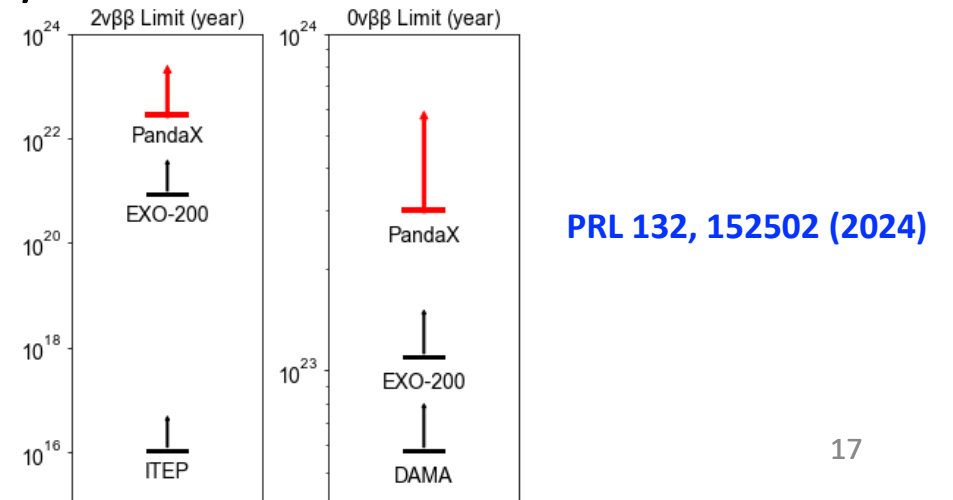 2νββ Limit (year)
10^24
10^22
10^20
10^18
10^16
PandaX
EXO-200
ITEP
0νββ Limit (year)
10^24
10^23
PandaX
EXO-200
DAMA
PRL 132, 152502 (2024)
17